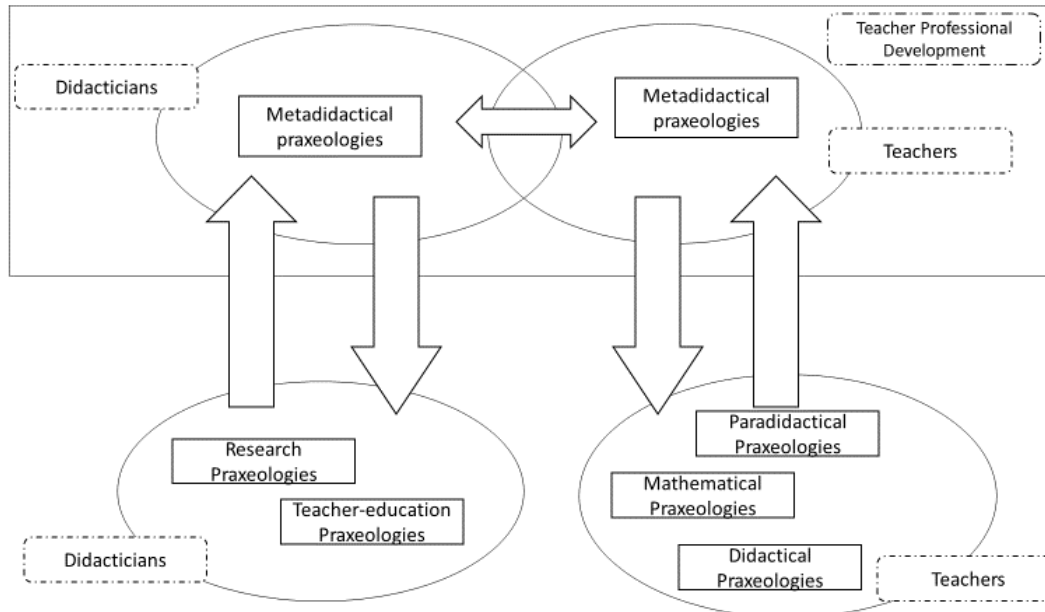 Teacher Professional
Development
Didacticians
Metadidactical
praxeologies
Metadidactical
praxeologies
Teachers
Paradidactical
Praxeologies
Research
Praxeologies
Mathematical
Praxeologies
Teacher-education
Praxeologies
Didacticians
Didactical
Praxeologies
Teachers